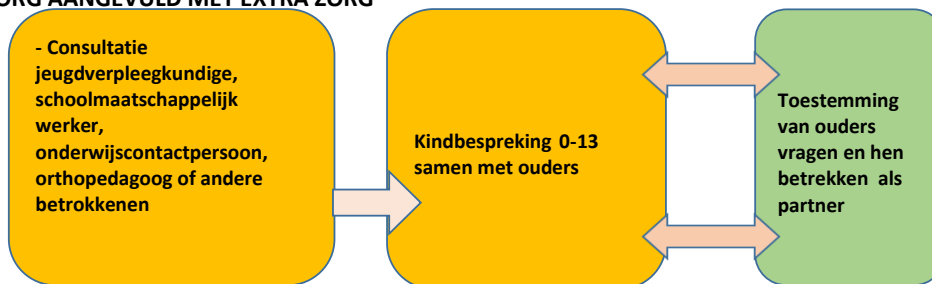 AANGEVULD MET EXTRA ZORG
- Consultatie
jeugdverpleegkundige,
schoolmaatschappelijk
werker,
onderwijscontactpersoon,
orthopedagoog of andere
betrokkenen
Kindbespreking 0-13
samen met ouders
Toestemming
van ouders
vragen en hen
betrekken als
partner